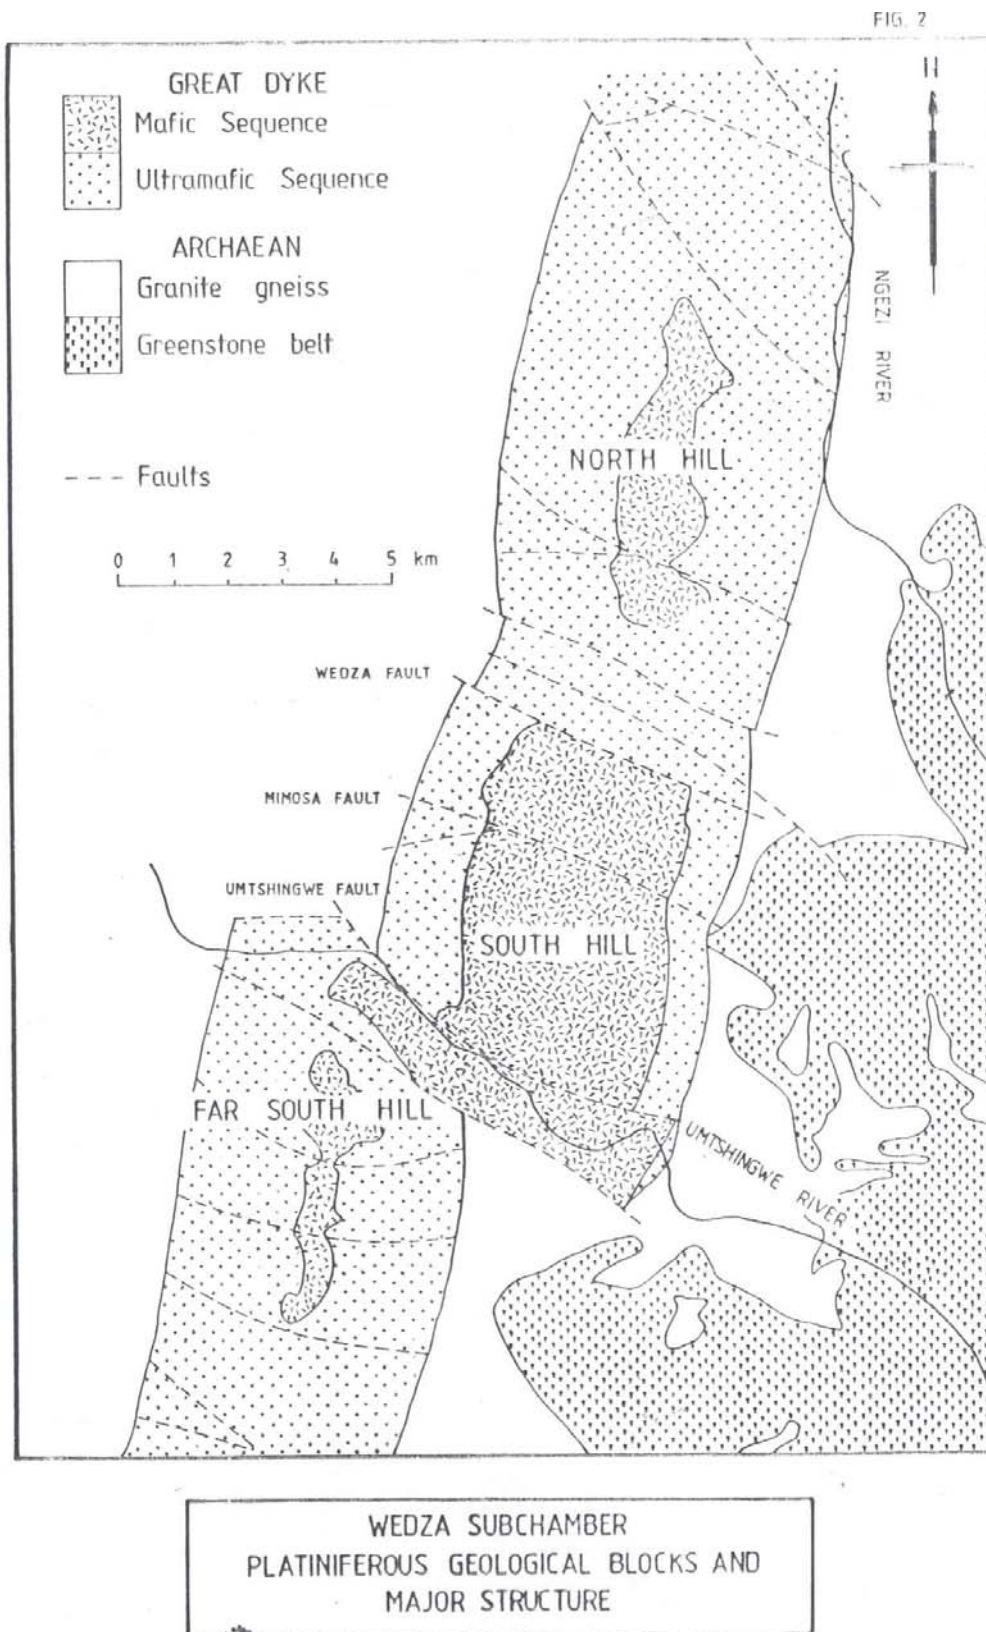 FIG. 2
GREAT DYKE
Mafic Sequence
Ultramafic Sequence
ARCHAEAN
Granite gneiss
Greenstone belt
--- Faults
0 1 2 3 4 5 km
NGEZI RIVER
NORTH HILL
WEDZA FAULT
MIMOSA FAULT
UMTSHINGWE FAULT
SOUTH HILL
FAR SOUTH HILL
UMTSHINGWE RIVER
WEDZA SUBCHAMBER
PLATINIFEROUS GEOLOGICAL BLOCKS AND
MAJOR STRUCTURE